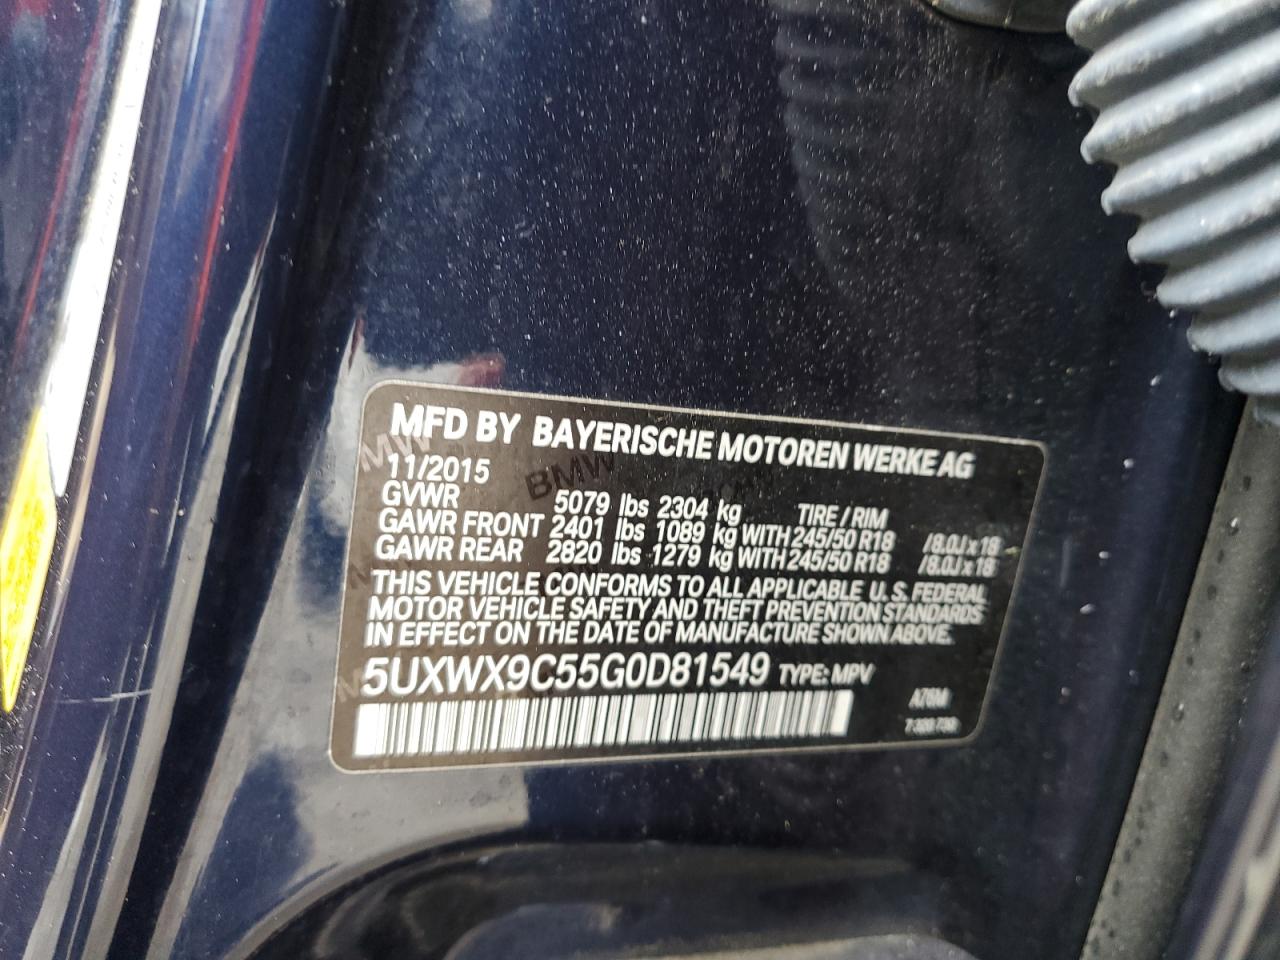 MFD BY BAYERISCHE MOTOREN WERKE AG
11/2015
GVWR 5079 lbs 2304 kg TIRE / RIM
GAWR FRONT 2401 lbs 1089 kg WITH 245/50 R18 /8.0J x 18
GAWR REAR 2820 lbs 1279 kg WITH 245/50 R18 /8.0J x 18
THIS VEHICLE CONFORMS TO ALL APPLICABLE U.S. FEDERAL
MOTOR VEHICLE SAFETY AND THEFT PREVENTION STANDARDS
IN EFFECT ON THE DATE OF MANUFACTURE SHOWN ABOVE.
5UXWX9C55G0D81549 TYPE: MPV
A76M